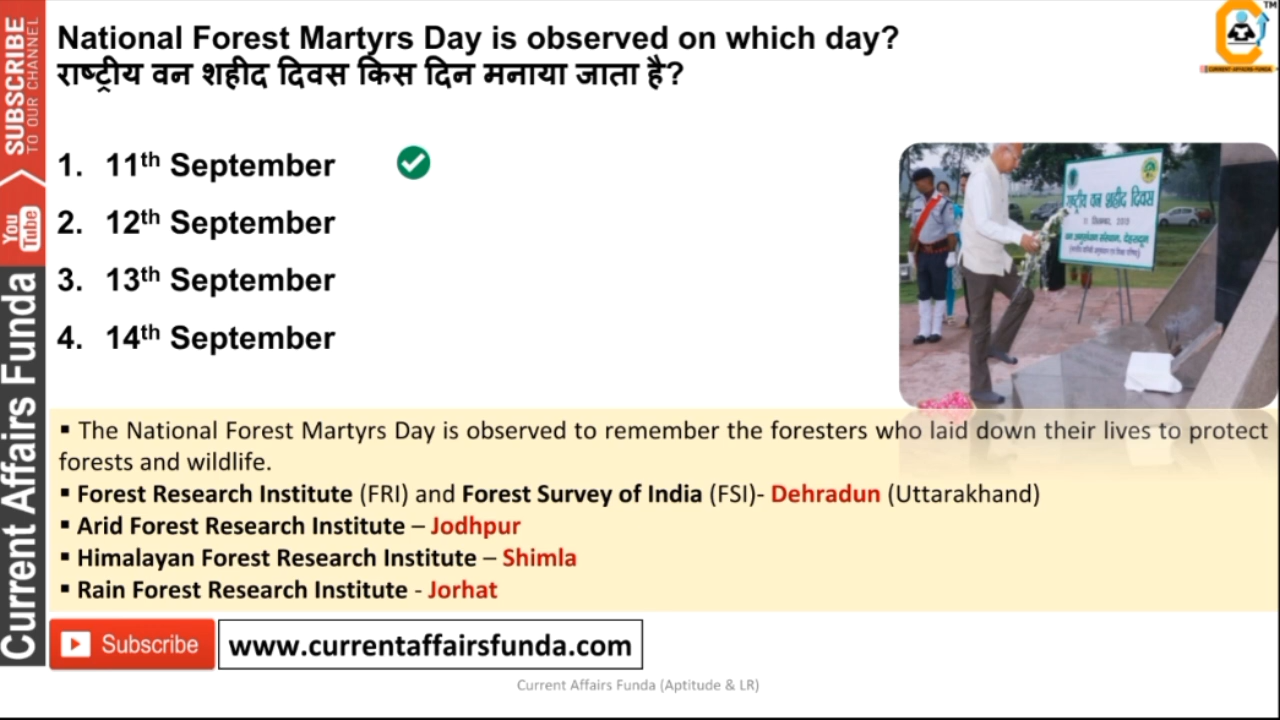 SUBSCRIBE
TO OUR CHANNEL
You
Tube
Current Affairs Funda
TM
CURRENT AFFAIRS FUNDA
National Forest Martyrs Day is observed on which day?
राष्ट्रीय वन शहीद दिवस किस दिन मनाया जाता है?
1. 11th September
2. 12th September
3. 13th September
4. 14th September
राष्ट्रीय वन शहीद दिवस
▪ The National Forest Martyrs Day is observed to remember the foresters who laid down their lives to protect
forests and wildlife.
▪ Forest Research Institute (FRI) and Forest Survey of India (FSI)- Dehradun (Uttarakhand)
▪ Arid Forest Research Institute – Jodhpur
▪ Himalayan Forest Research Institute – Shimla
▪ Rain Forest Research Institute - Jorhat
Subscribe
www.currentaffairsfunda.com
Current Affairs Funda (Aptitude & LR)